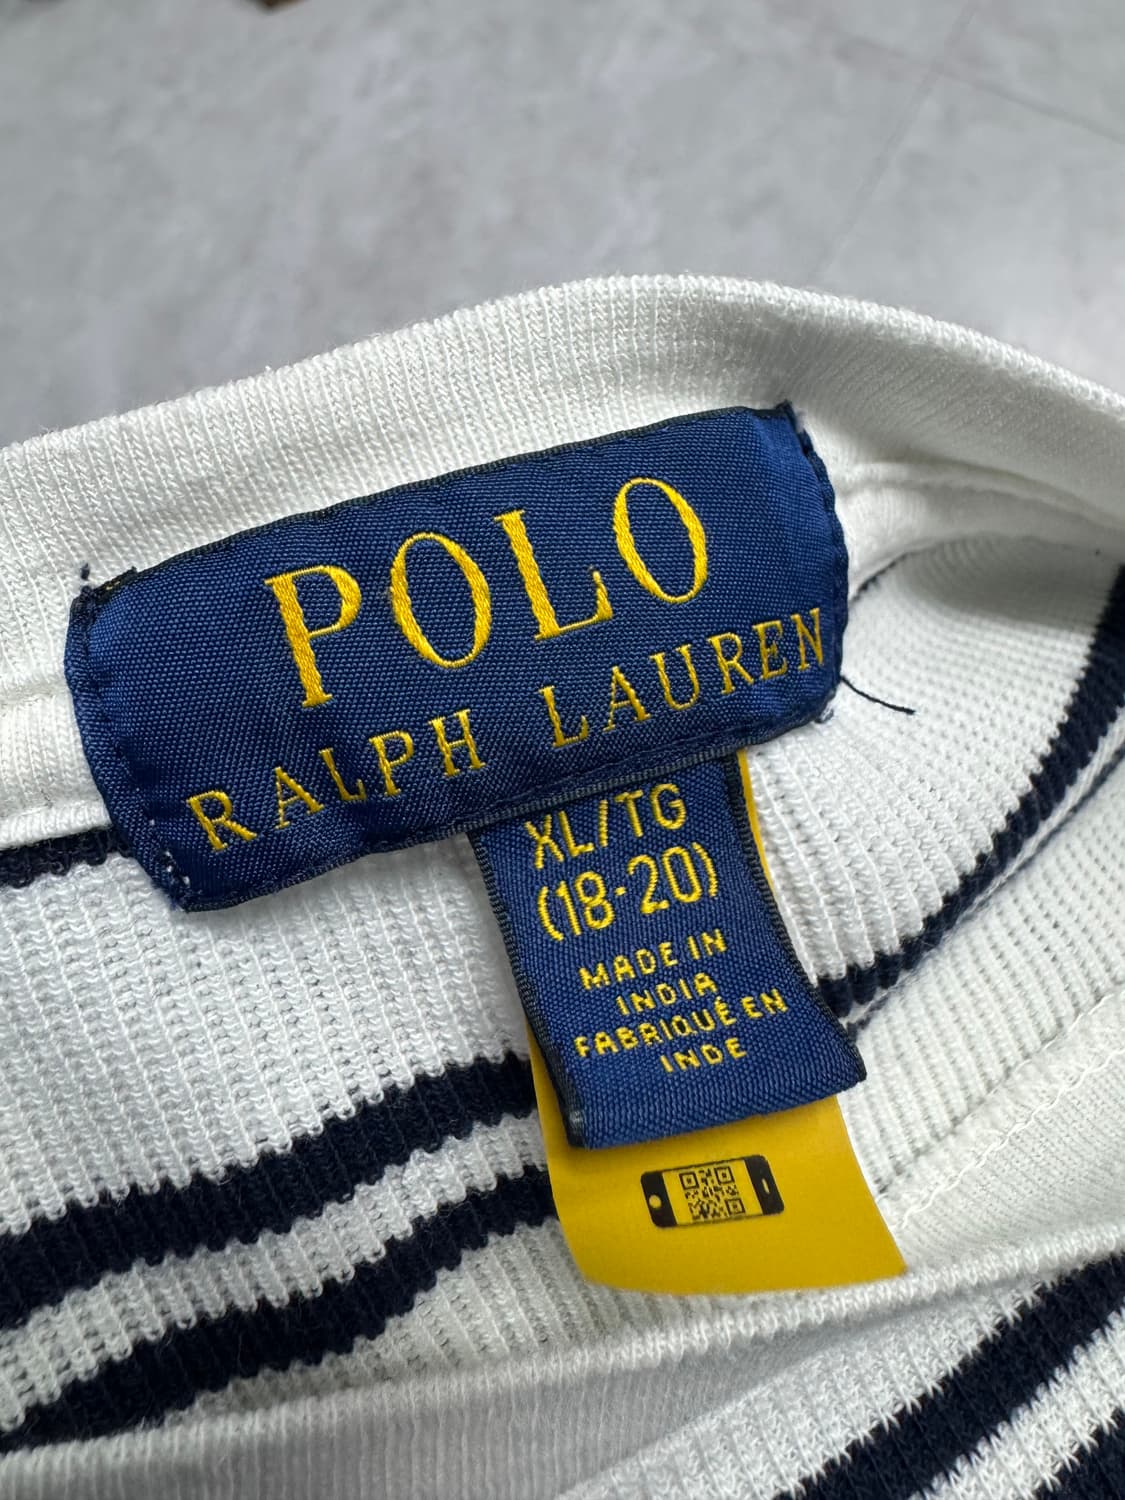 POLO
RALPH LAUREN
XL/TG
(18-20)
MADE IN
INDIA
FABRIQUÉ EN
INDE